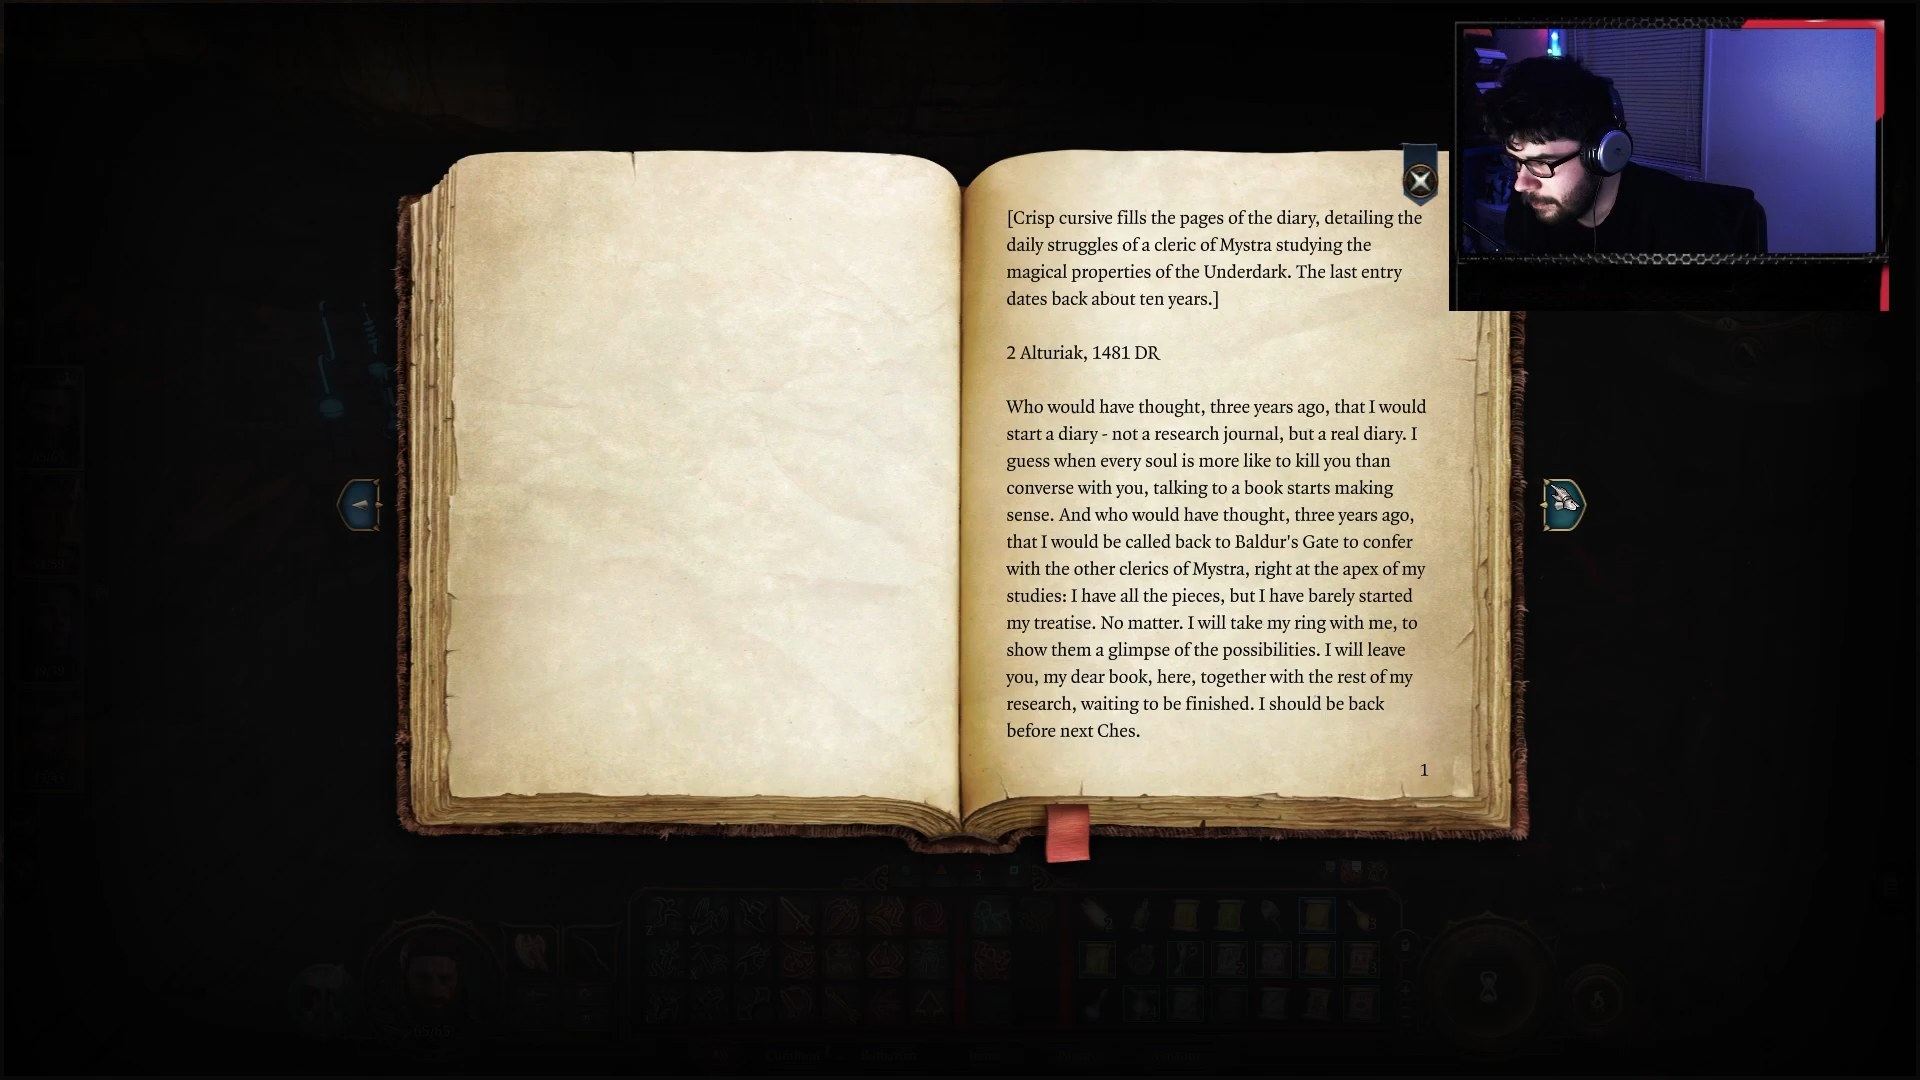 [Crisp cursive fills the pages of the diary, detailing the
daily struggles of a cleric of Mystra studying the
magical properties of the Underdark. The last entry
dates back about ten years.]
2 Alturiak, 1481 DR
Who would have thought, three years ago, that I would
start a diary - not a research journal, but a real diary. I
guess when every soul is more like to kill you than
converse with you, talking to a book starts making
sense. And who would have thought, three years ago,
that I would be called back to Baldur's Gate to confer
with the other clerics of Mystra, right at the apex of my
studies: I have all the pieces, but I have barely started
my treatise. No matter. I will take my ring with me, to
show them a glimpse of the possibilities. I will leave
you, my dear book, here, together with the rest of my
research, waiting to be finished. I should be back
before next Ches.
1